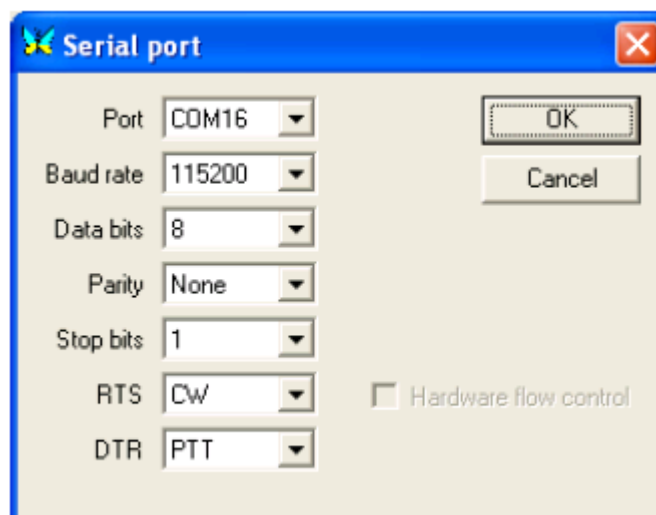 Serial port
Port COM16 OK
Baud rate 115200 Cancel
Data bits 8
Parity None
Stop bits 1
RTS CW Hardware flow control
DTR PTT